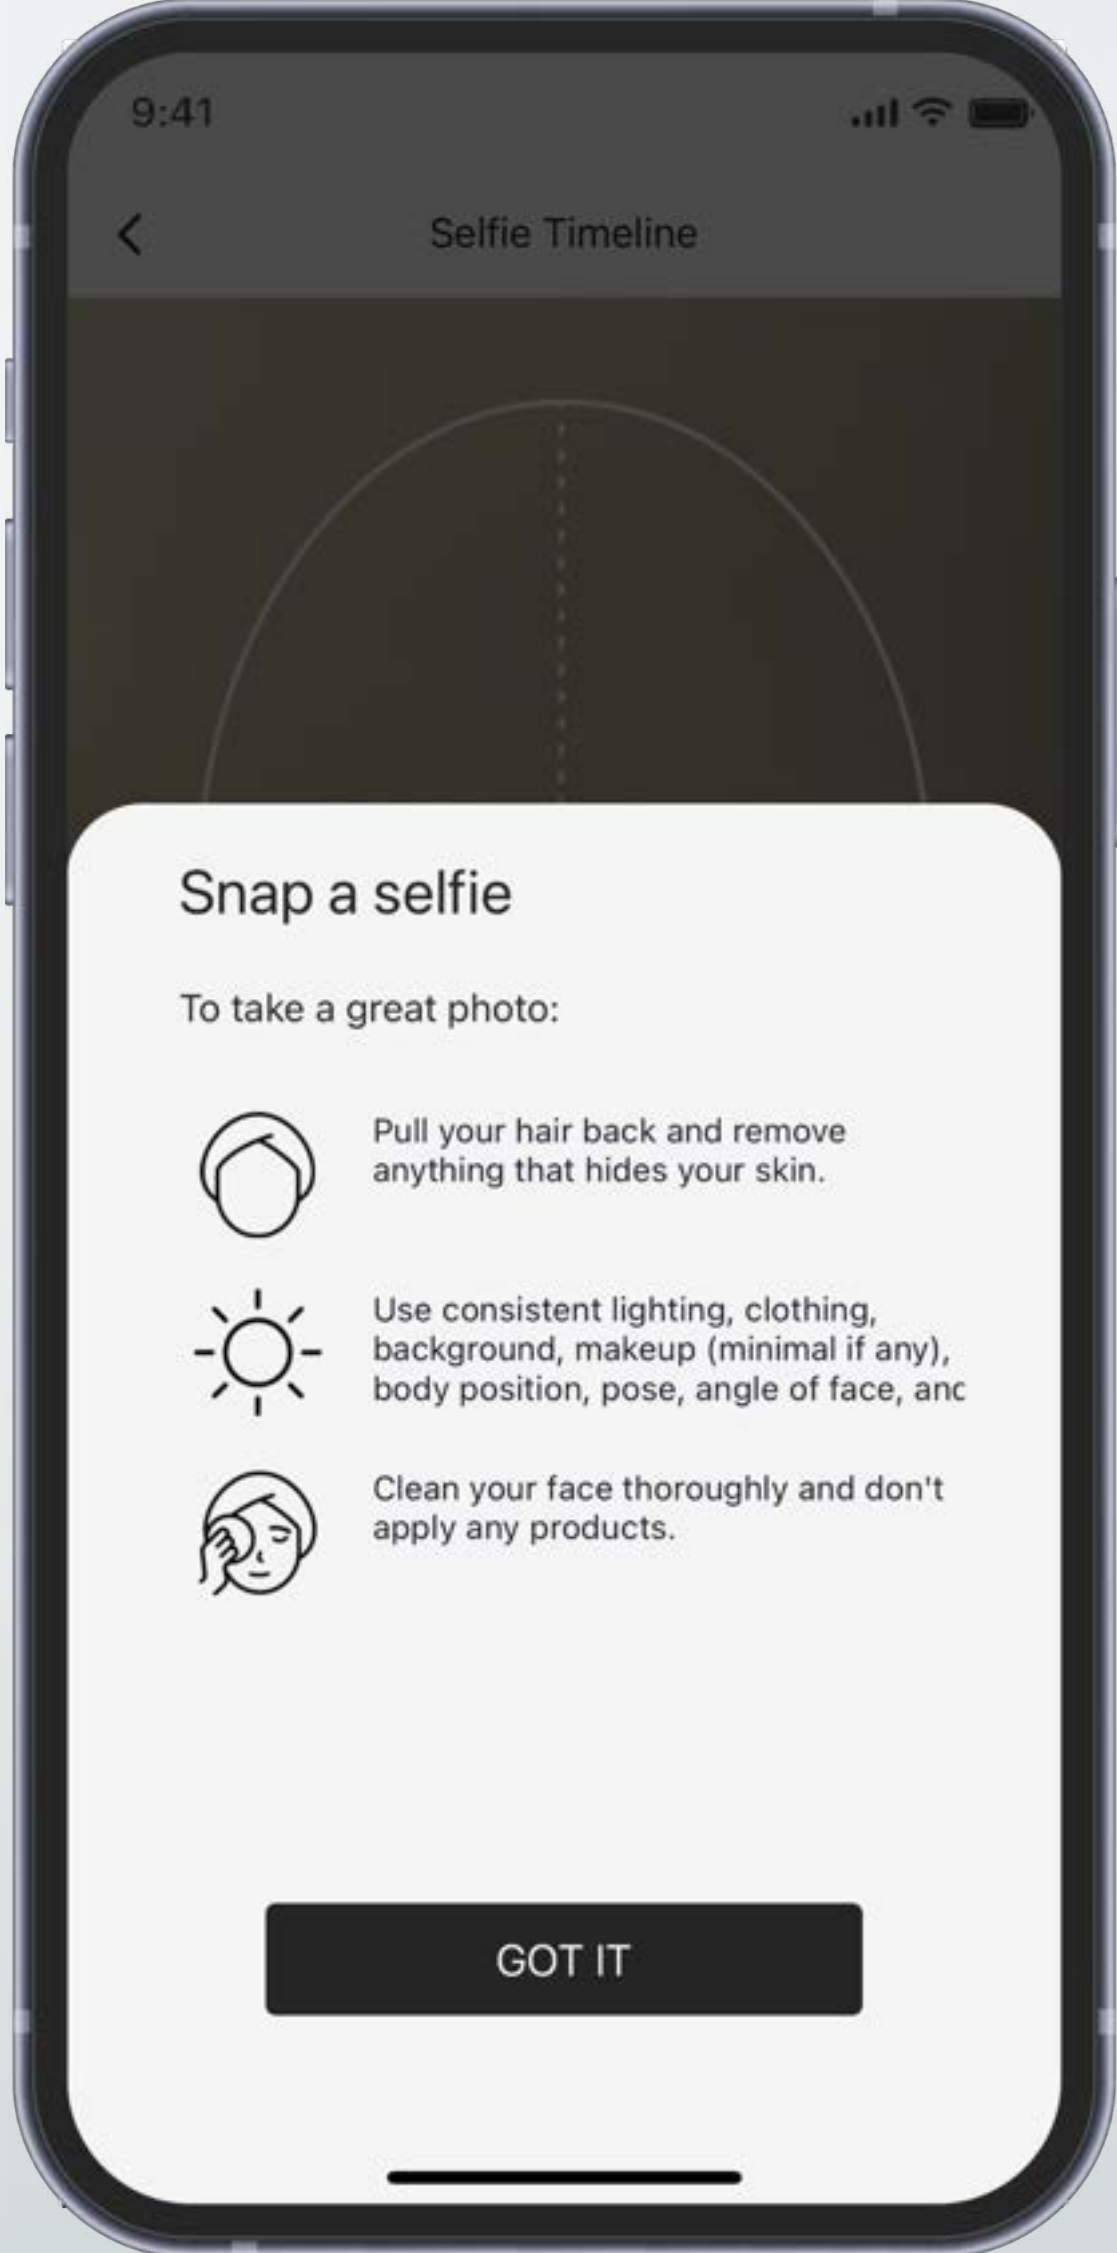 9:41
Selfie Timeline
Snap a selfie
To take a great photo:
Pull your hair back and remove
anything that hides your skin.
Use consistent lighting, clothing,
background, makeup (minimal if any),
body position, pose, angle of face, anc
Clean your face thoroughly and don't
apply any products.
GOT IT